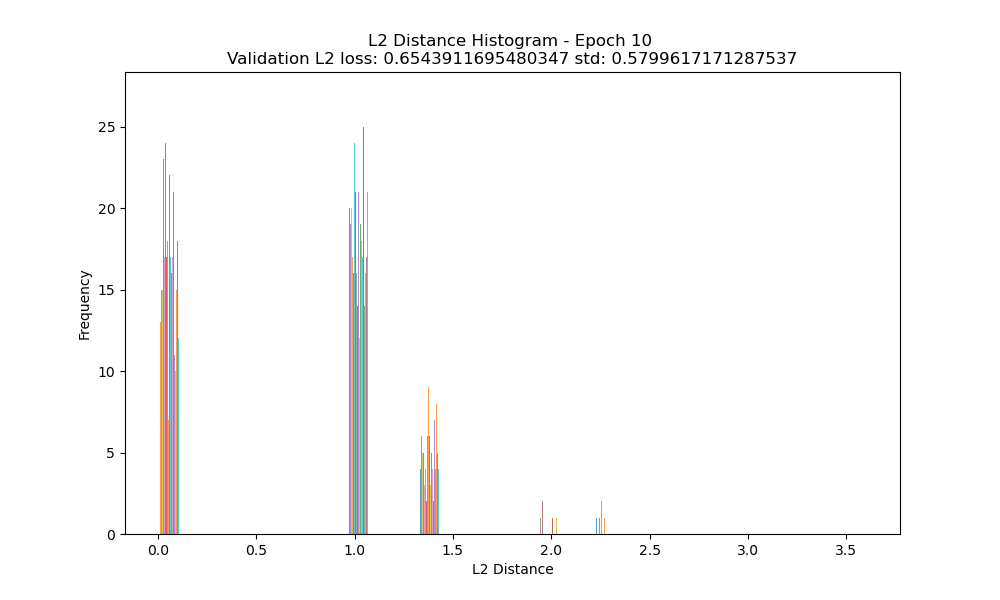 L2 Distance Histogram - Epoch 10
Validation L2 loss: 0.6543911695480347 std: 0.5799617171287537
25
20
15
10
5
0
Frequency
0.0 0.5 1.0 1.5 2.0 2.5 3.0 3.5
L2 Distance